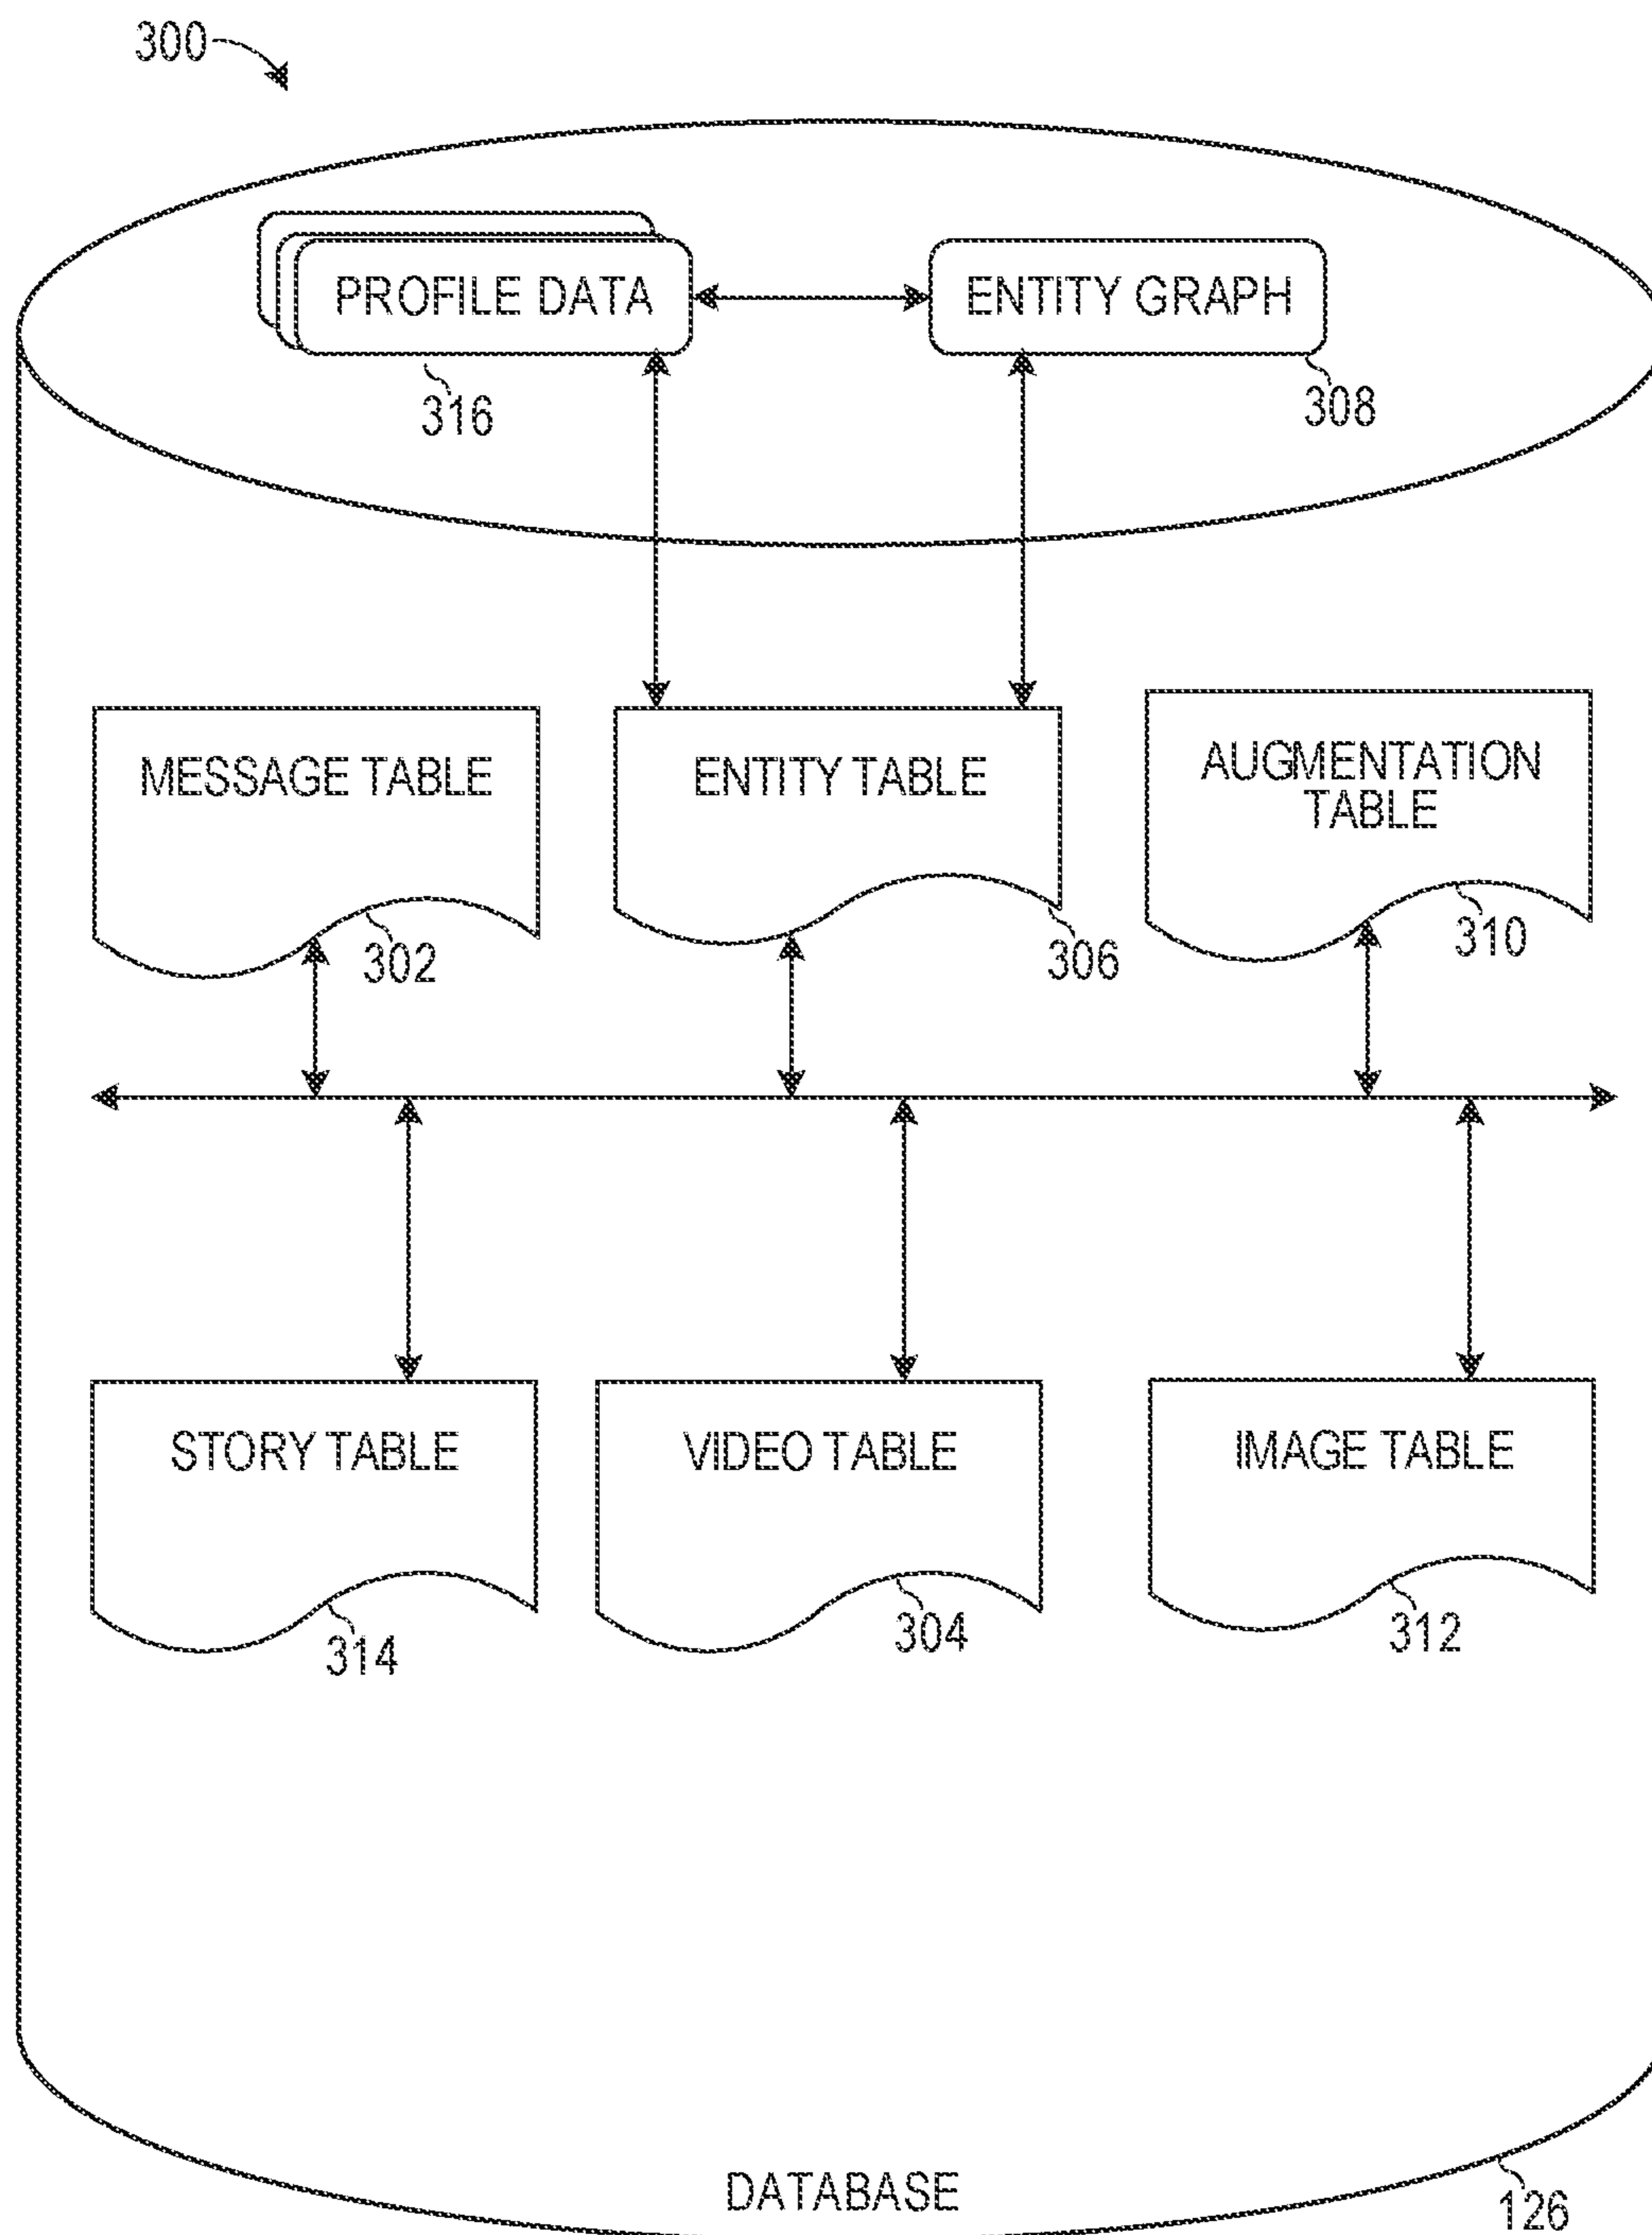 300
PROFILE DATA
ENTITY GRAPH
316
308
MESSAGE TABLE
ENTITY TABLE
AUGMENTATION
TABLE
302
306
310
STORY TABLE
VIDEO TABLE
IMAGE TABLE
314
304
312
DATABASE
126